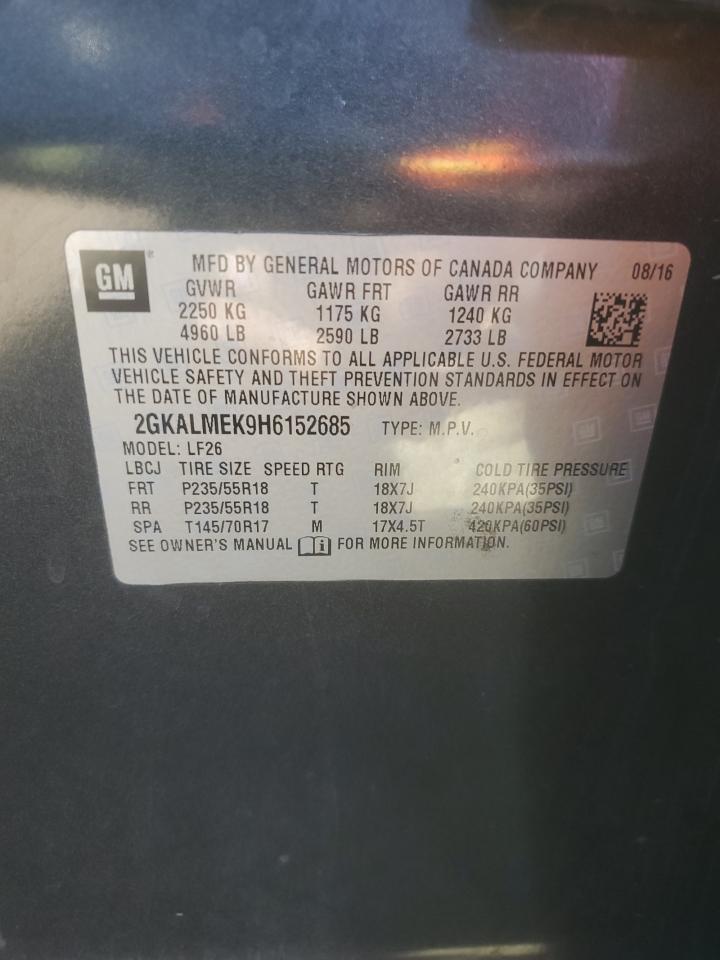 GM ® MFD BY GENERAL MOTORS OF CANADA COMPANY 08/16
GVWR GAWR FRT GAWR RR
2250 KG 1175 KG 1240 KG
4960 LB 2590 LB 2733 LB
THIS VEHICLE CONFORMS TO ALL APPLICABLE U.S. FEDERAL MOTOR
VEHICLE SAFETY AND THEFT PREVENTION STANDARDS IN EFFECT ON
THE DATE OF MANUFACTURE SHOWN ABOVE.
2GKALMEK9H6152685 TYPE: M.P.V.
MODEL: LF26
LBCJ TIRE SIZE SPEED RTG RIM COLD TIRE PRESSURE
FRT P235/55R18 T 18X7J 240KPA(35PSI)
RR P235/55R18 T 18X7J 240KPA(35PSI)
SPA T145/70R17 M 17X4.5T 420KPA(60PSI)
SEE OWNER'S MANUAL FOR MORE INFORMATION.